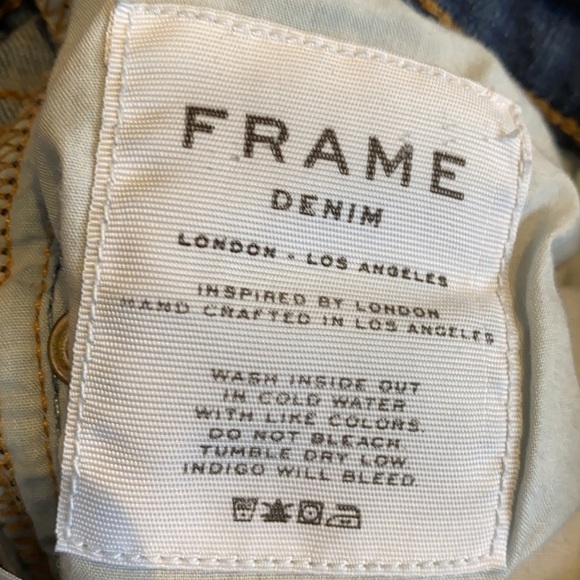 FRAME
DENIM
LONDON - LOS ANGELES
INSPIRED BY LONDON
HAND CRAFTED IN LOS ANGELES
WASH INSIDE OUT
IN COLD WATER
WITH LIKE COLORS.
DO NOT BLEACH
TUMBLE DRY LOW.
INDIGO WILL BLEED